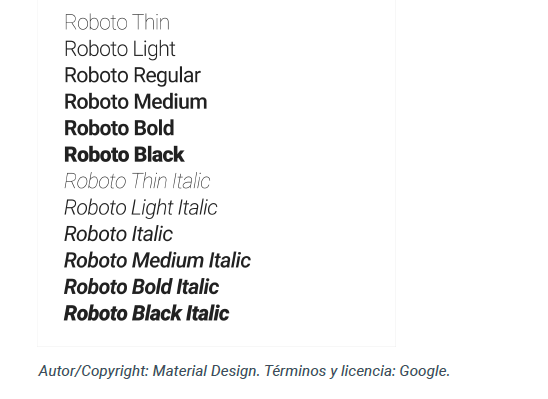 Roboto Thin
Roboto Light
Roboto Regular
Roboto Medium
Roboto Bold
Roboto Black
Roboto Thin Italic
Roboto Light Italic
Roboto Italic
Roboto Medium Italic
Roboto Bold Italic
Roboto Black Italic
Autor/Copyright: Material Design. Términos y licencia: Google.